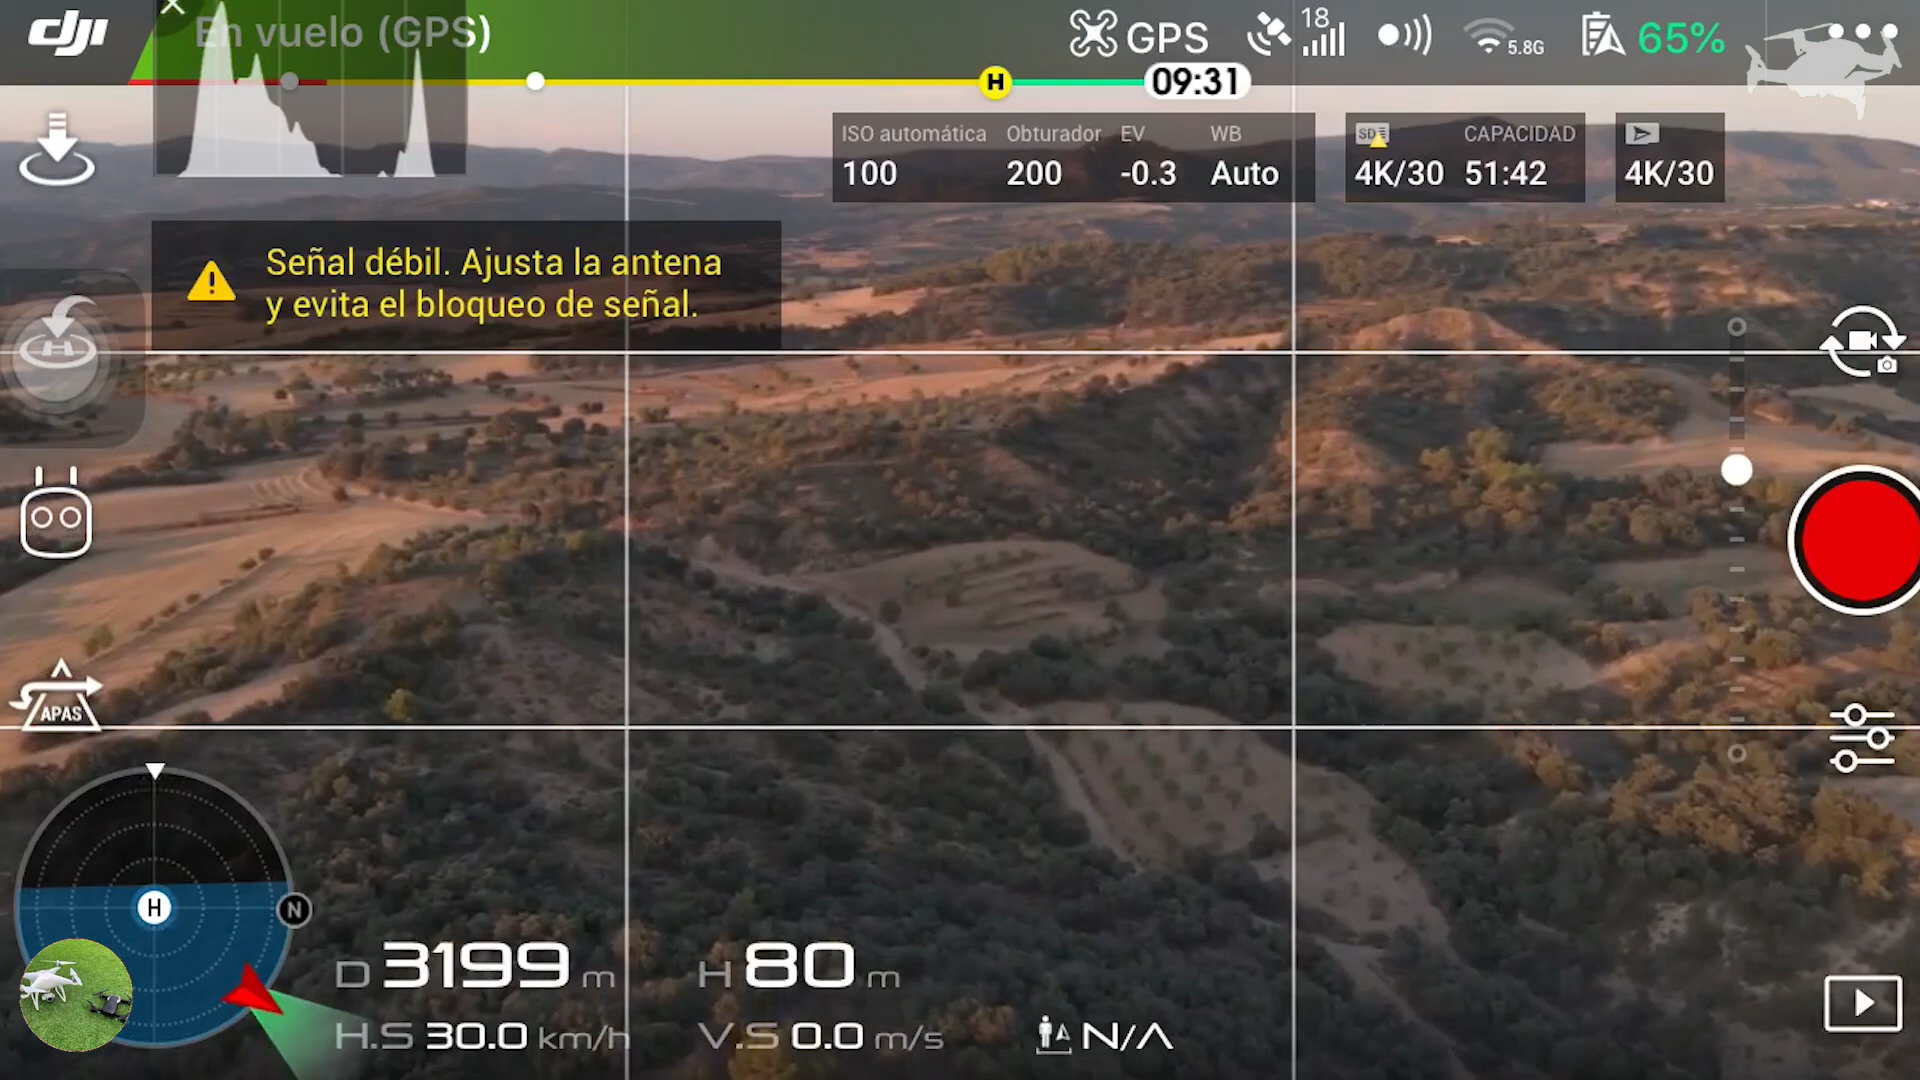 dji En vuelo (GPS) GPS 18 5.8G 65%
H 09:31
ISO automática Obturador EV WB SD CAPACIDAD
100 200 -0.3 Auto 4K/30 51:42 4K/30
Señal débil. Ajusta la antena
y evita el bloqueo de señal.
H
APAS
H N
D 3199 m H 80 m
H.S 30.0 km/h V.S 0.0 m/s N/A